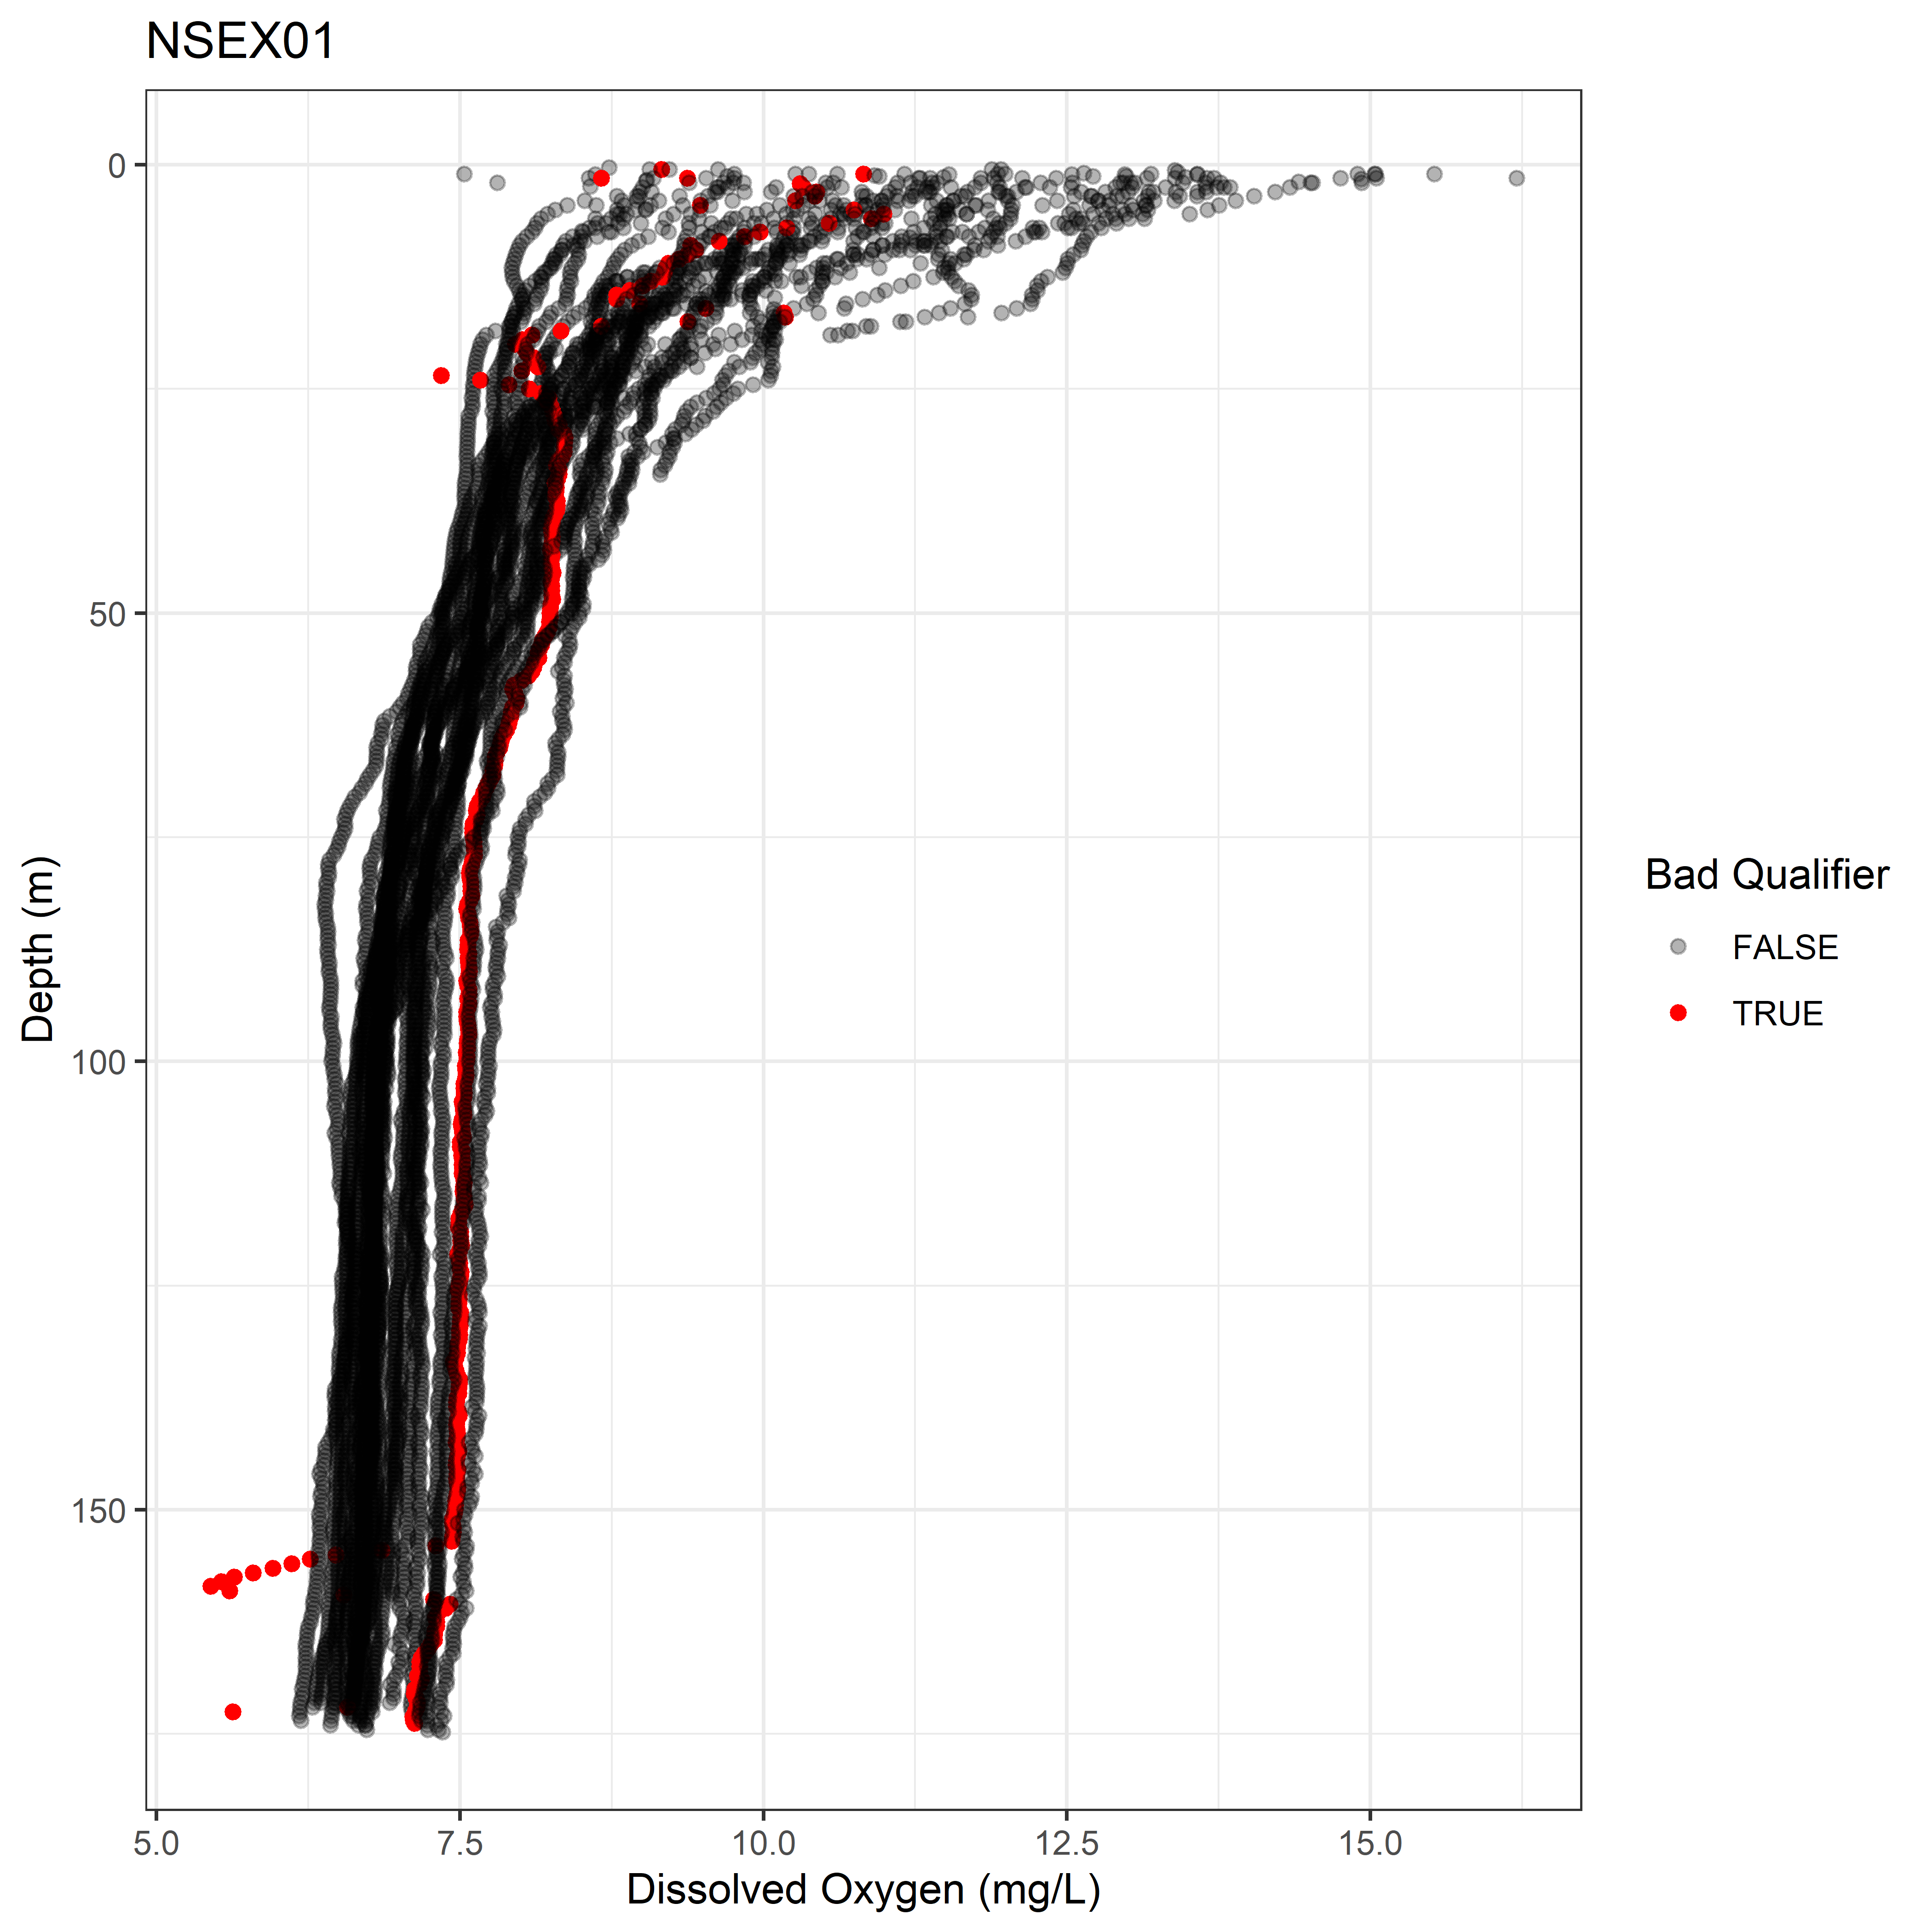 NSEX01
0
50
100
150
Depth (m)
5.0 7.5 10.0 12.5 15.0
Dissolved Oxygen (mg/L)
Bad Qualifier
FALSE
TRUE